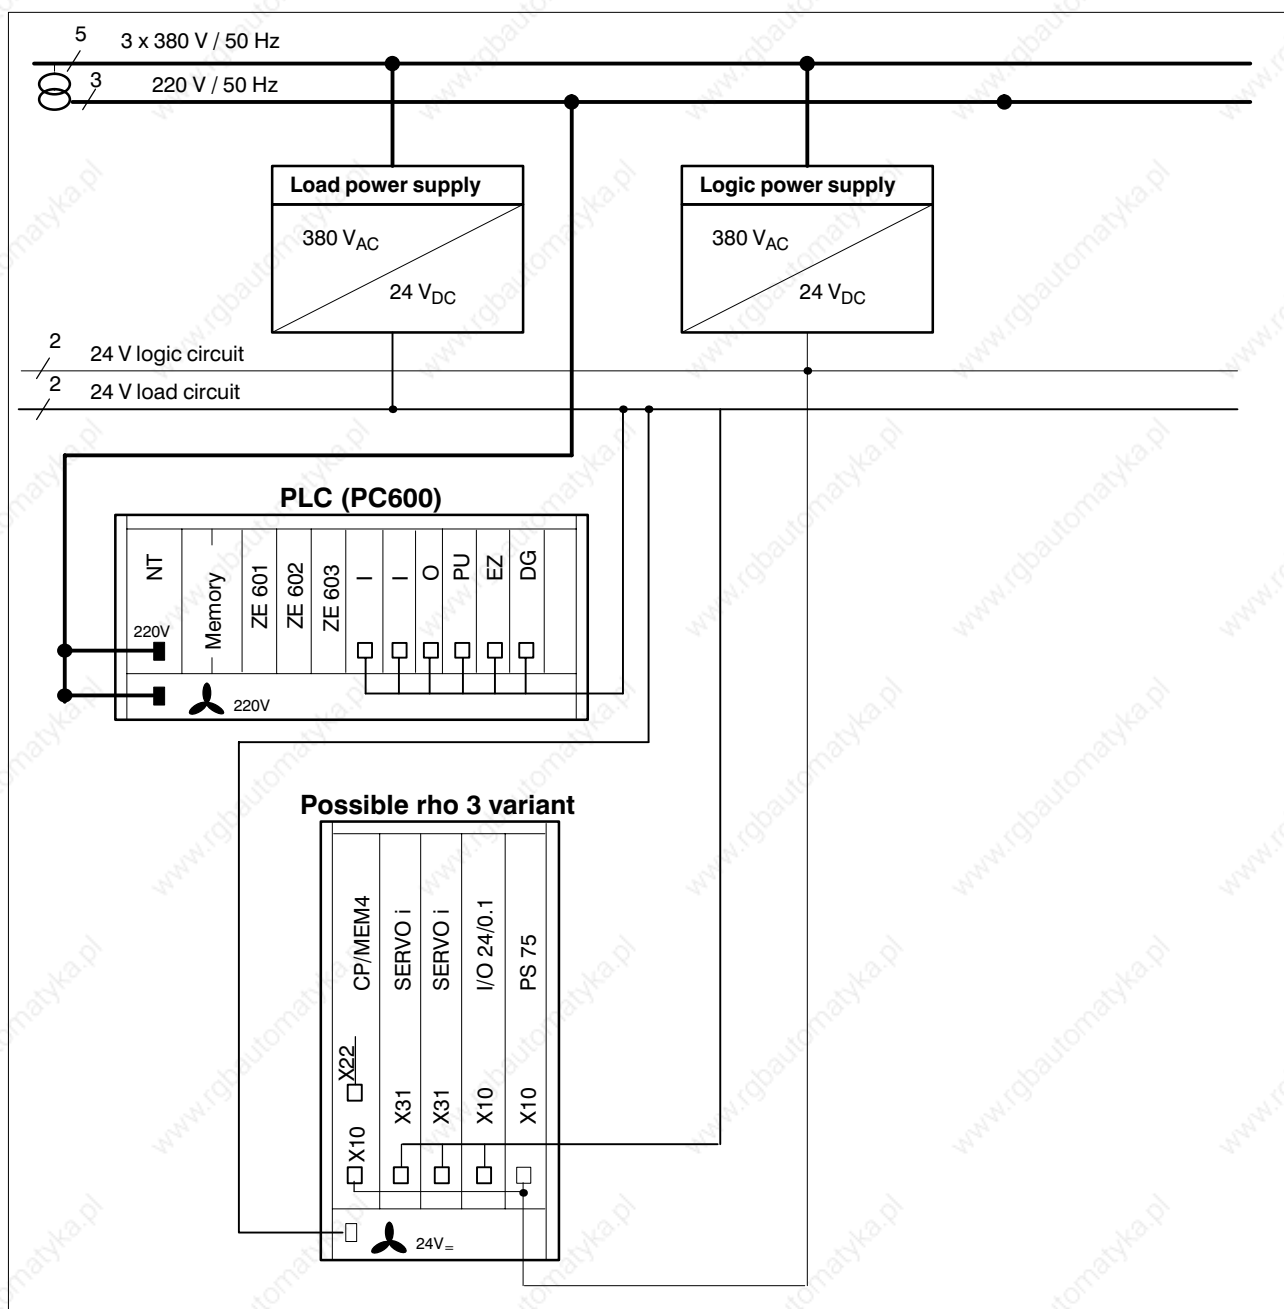 5 3 x 380 V / 50 Hz
3 220 V / 50 Hz
Load power supply
380 VAC
24 VDC
Logic power supply
380 VAC
24 VDC
2 24 V logic circuit
2 24 V load circuit
PLC (PC600)
NT
Memory
ZE 601
ZE 602
ZE 603
I
I
O
PU
EZ
DG
220V
220V
Possible rho 3 variant
CP/MEM4
SERVO i
SERVO i
I/O 24/0.1
PS 75
X22
X31
X31
X10
X10
X10
24V=
www.rgbautomatyka.pl